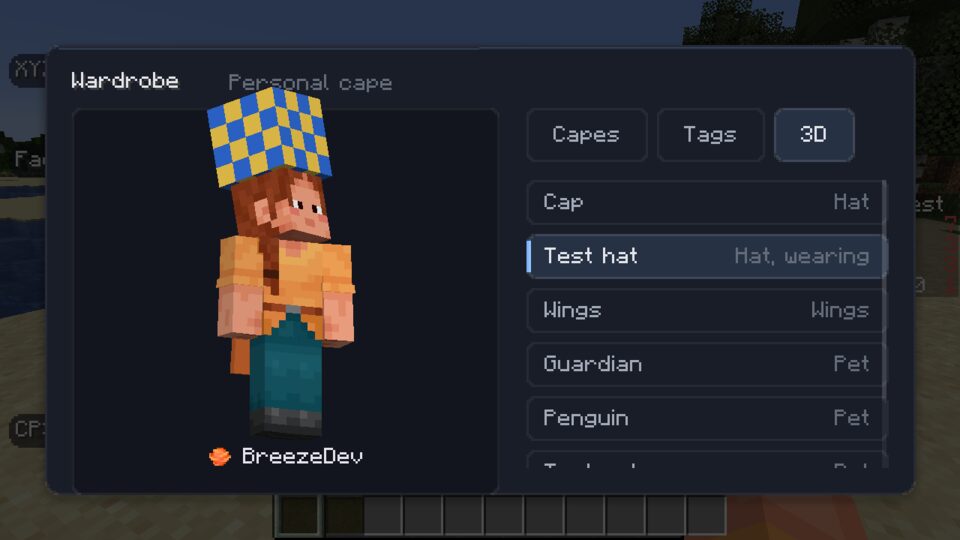 Wardrobe
Personal cape
Capes
Tags
3D
Cap
Hat
Test hat
Hat, wearing
Wings
Wings
Guardian
Pet
Penguin
Pet
BreezeDev